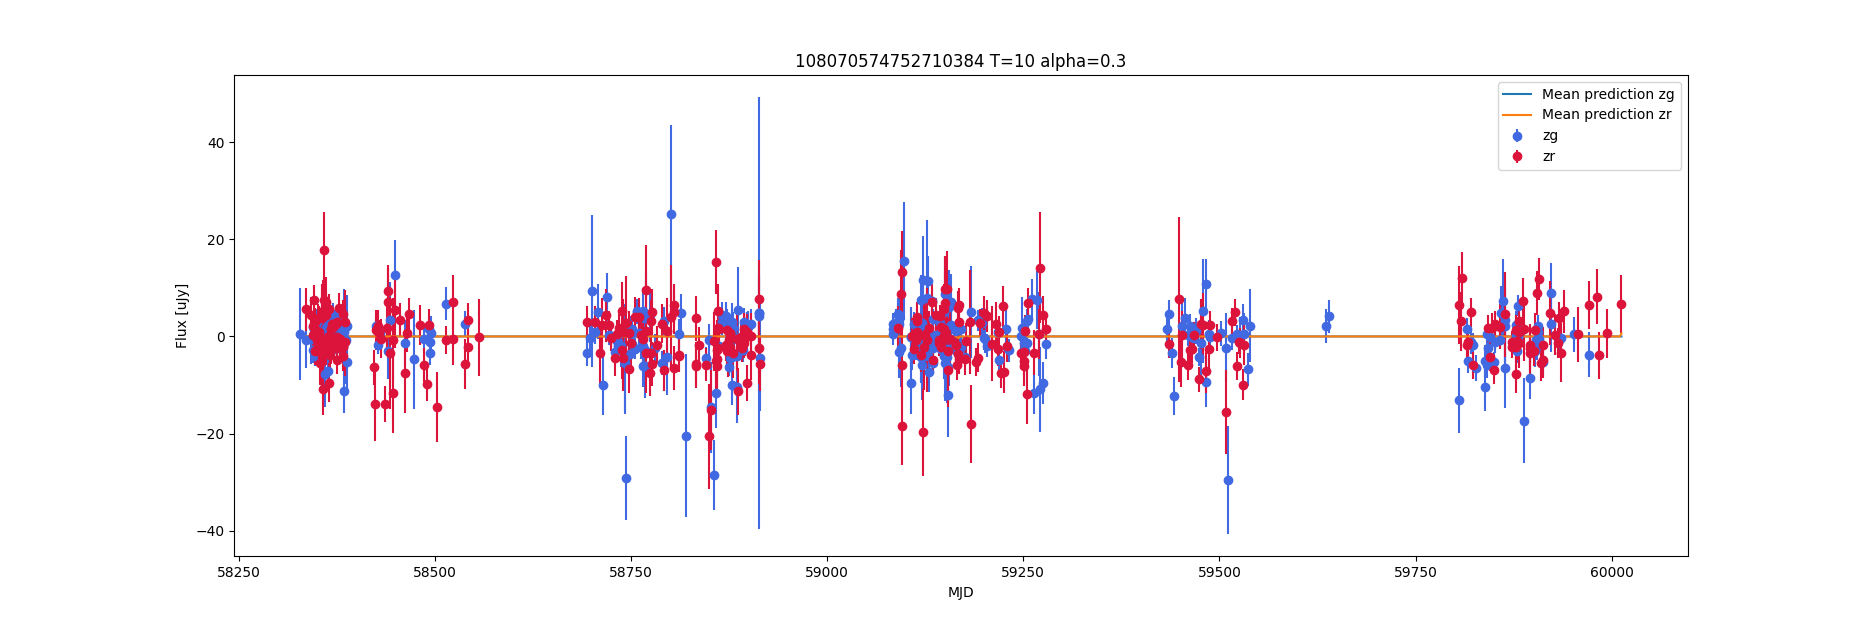 108070574752710384 T=10 alpha=0.3
Mean prediction zg
Mean prediction zr
zg
zr
Flux [uJy]
40
20
0
−20
−40
58250 58500 58750 59000 59250 59500 59750 60000
MJD